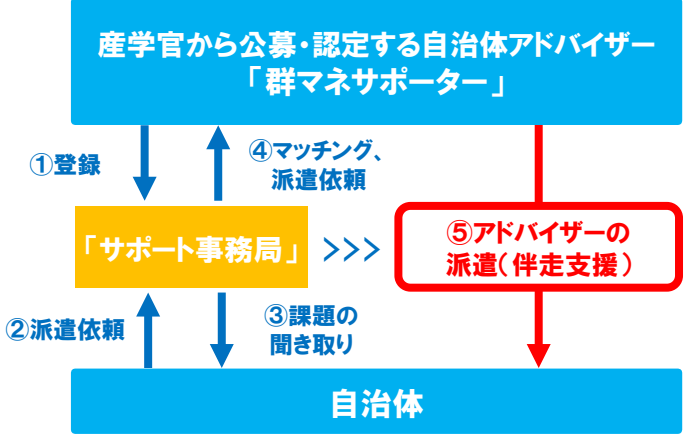 産学官から公募・認定する自治体アドバイザー
「群マネサポーター」
①登録
④マッチング、
派遣依頼
「サポート事務局」
>>>
⑤アドバイザーの
派遣(伴走支援)
②派遣依頼
③課題の
聞き取り
自治体